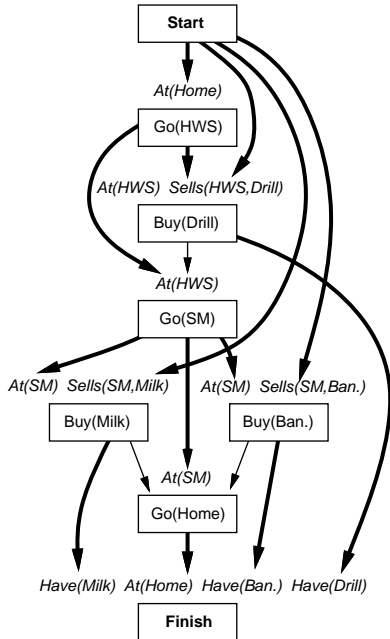 Start
At(Home)
Go(HWS)
At(HWS) Sells(HWS,Drill)
Buy(Drill)
At(HWS)
Go(SM)
At(SM) Sells(SM,Milk) At(SM) Sells(SM,Ban.)
Buy(Milk) Buy(Ban.)
At(SM)
Go(Home)
Have(Milk) At(Home) Have(Ban.) Have(Drill)
Finish